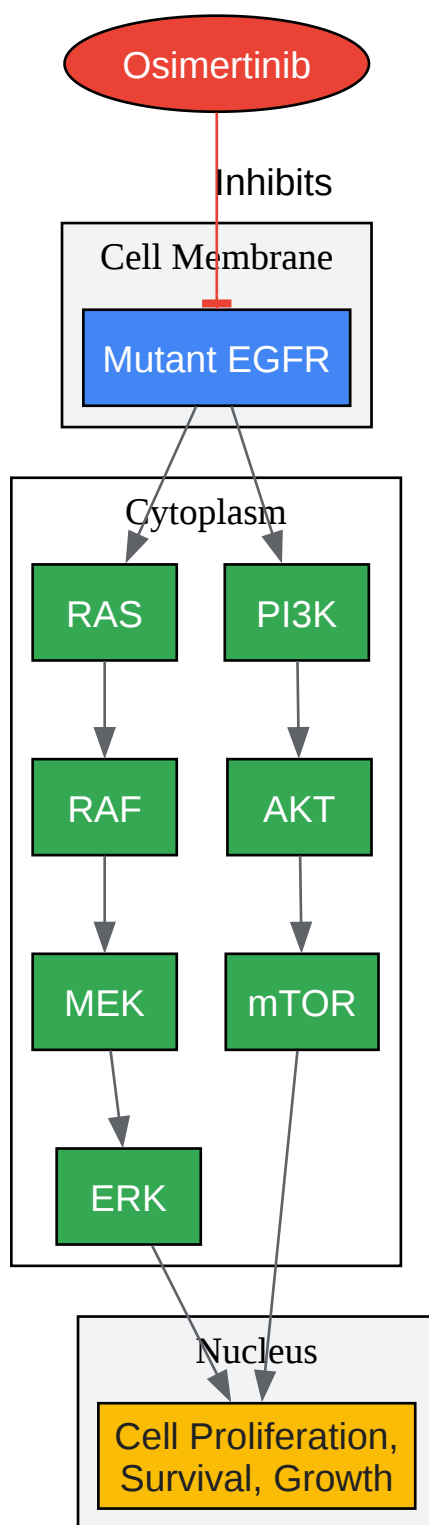 Osimertinib
Inhibits
Cell Membrane
Mutant EGFR
Cytoplasm
RAS
PI3K
RAF
AKT
MEK
mTOR
ERK
Nucleus
Cell Proliferation,
Survival, Growth